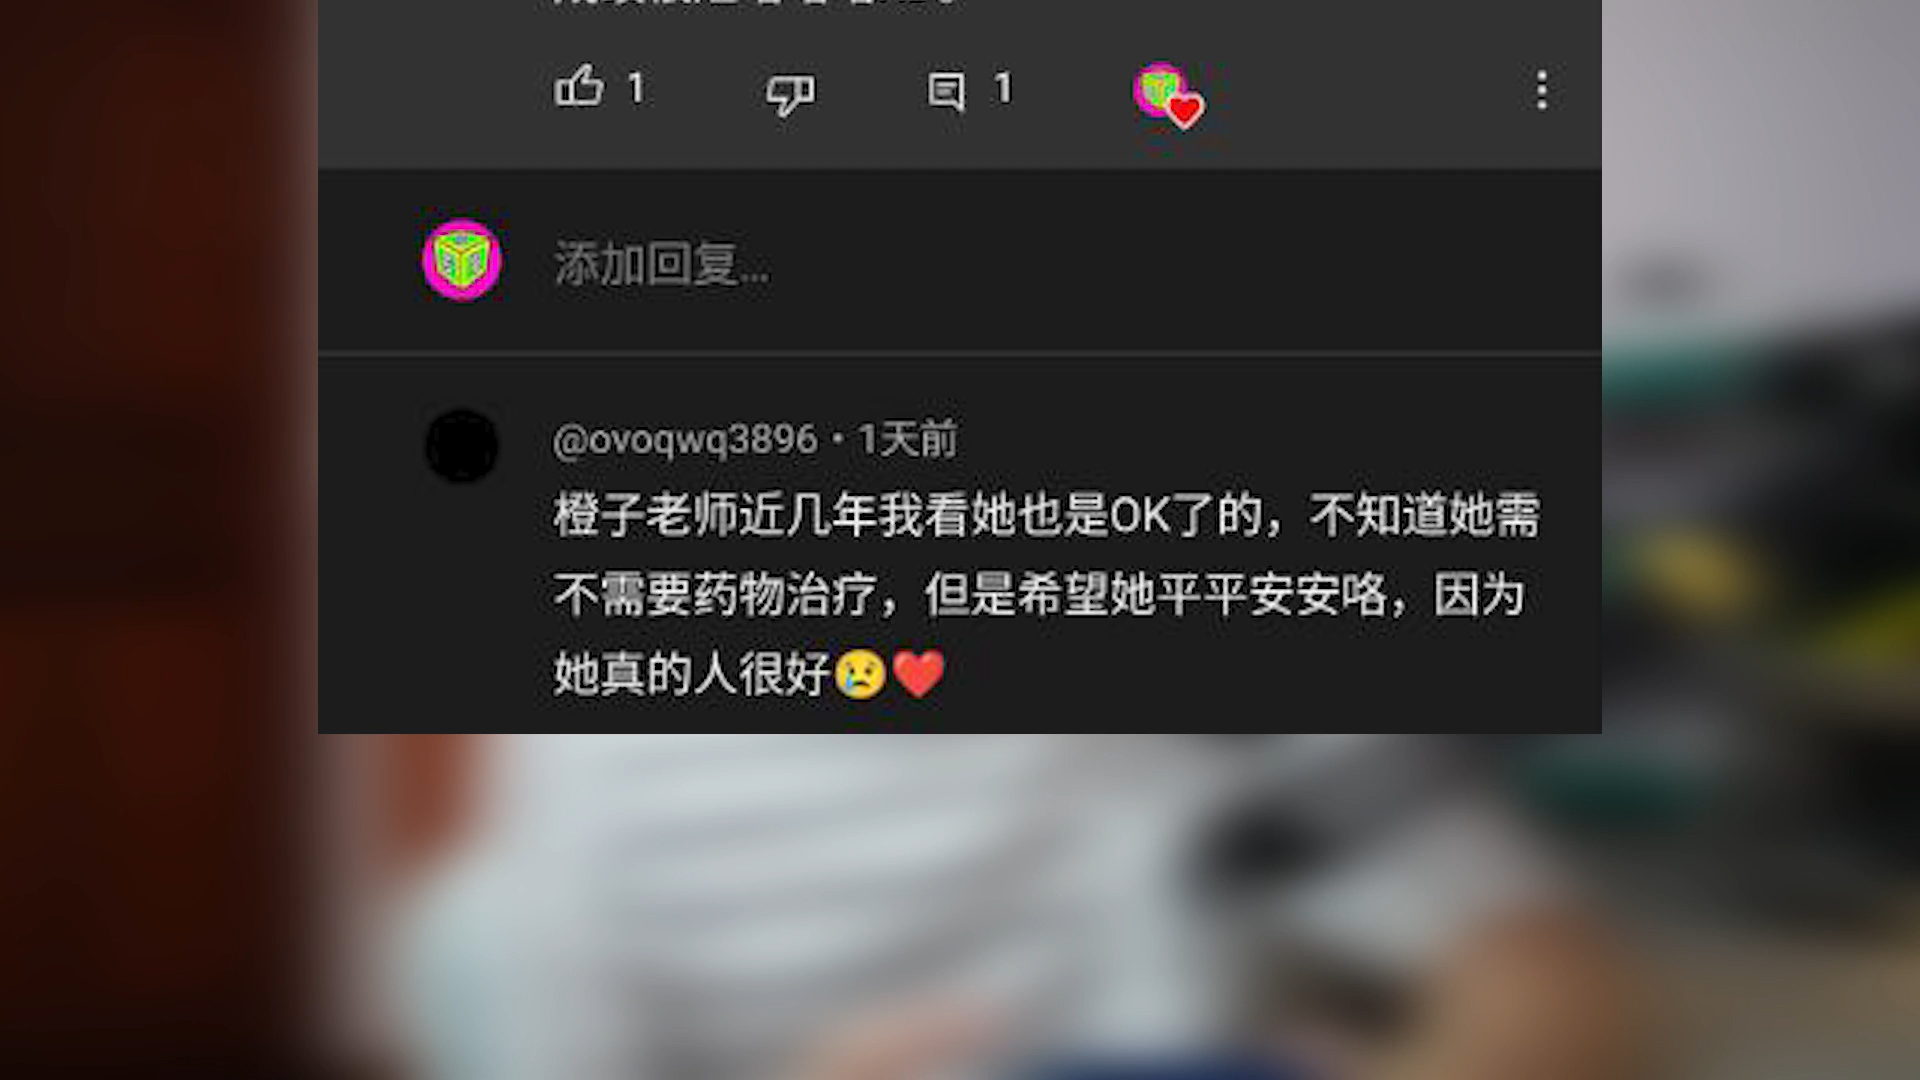 1 1
添加回复...
@ovoqwq3896 • 1天前
橙子老师近几年我看她也是OK了的，不知道她需
不需要药物治疗，但是希望她平平安安咯，因为
她真的人很好😢❤️